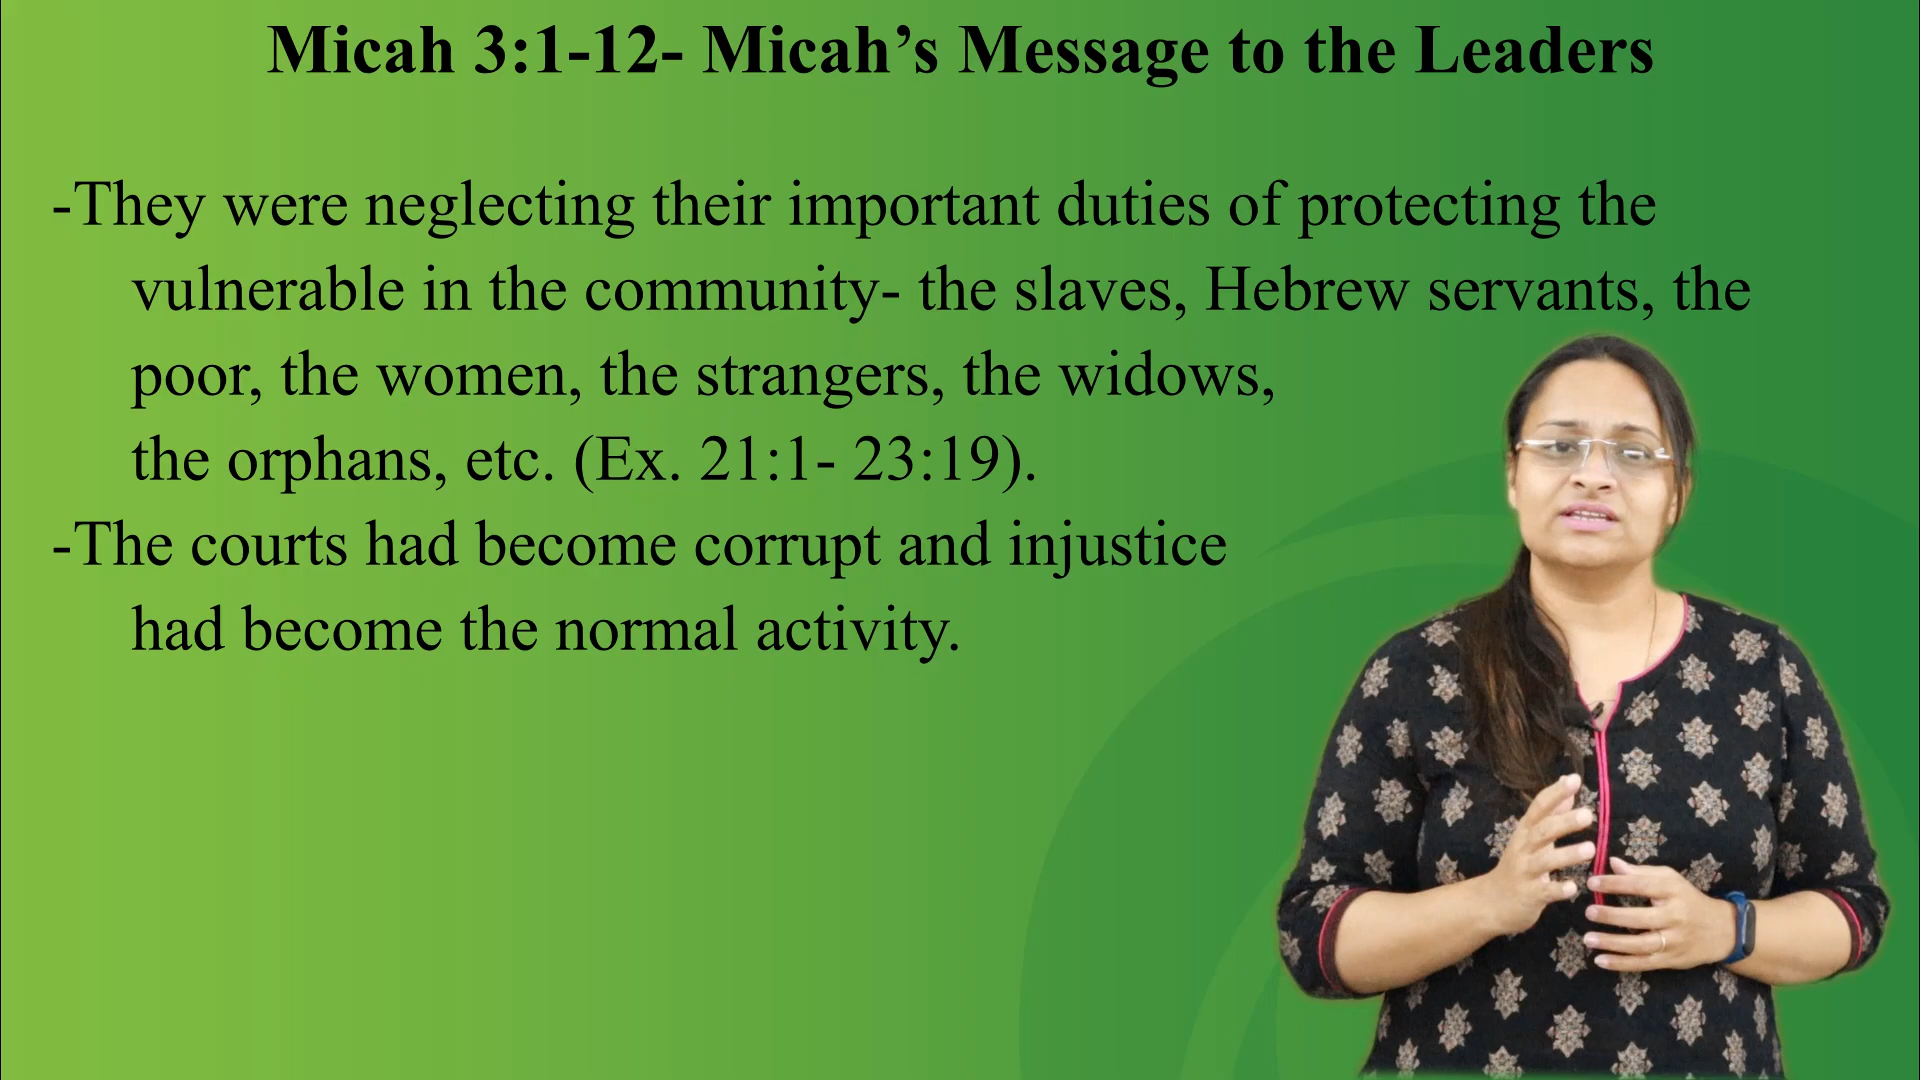 Micah 3:1-12- Micah’s Message to the Leaders
-They were neglecting their important duties of protecting the
vulnerable in the community- the slaves, Hebrew servants, the
poor, the women, the strangers, the widows,
the orphans, etc. (Ex. 21:1- 23:19).
-The courts had become corrupt and injustice
had become the normal activity.